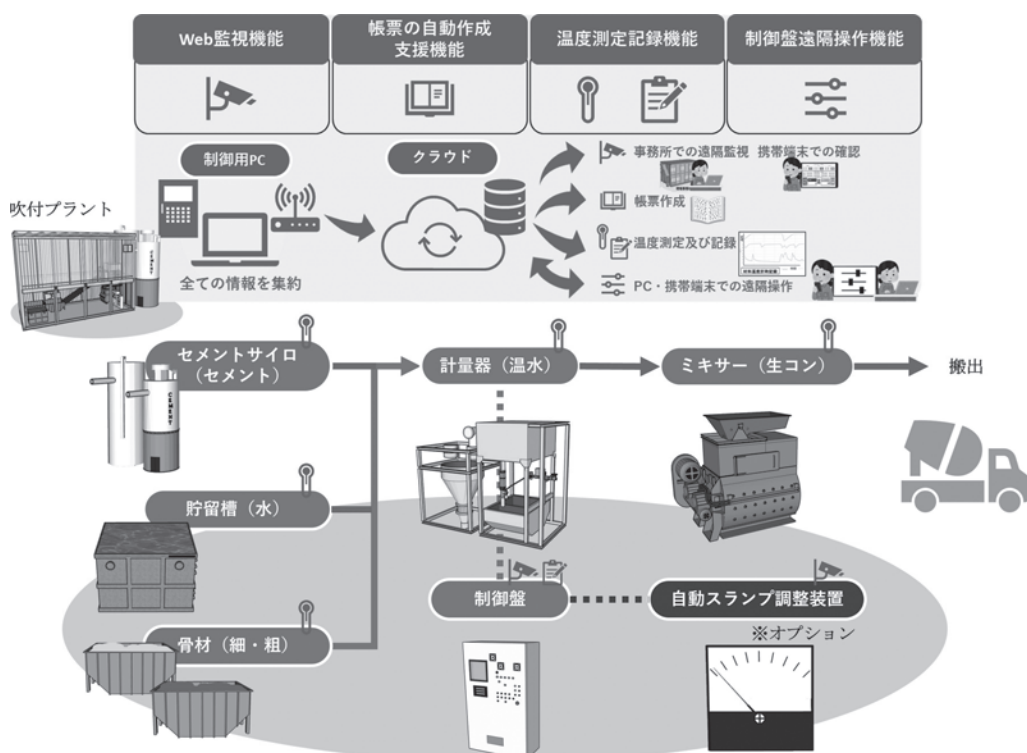 Web監視機能
帳票の自動作成
支援機能
温度測定記録機能
制御盤遠隔操作機能
制御用PC
クラウド
事務所での遠隔監視
携帯端末での確認
帳票作成
温度測定及び記録
PC・携帯端末での遠隔操作
全ての情報を集約
吹付プラント
CEMENT
セメントサイロ
（セメント）
計量器（温水）
ミキサー（生コン）
搬出
CEMENT
貯留槽（水）
制御盤
自動スランプ調整装置
※オプション
骨材（細・粗）